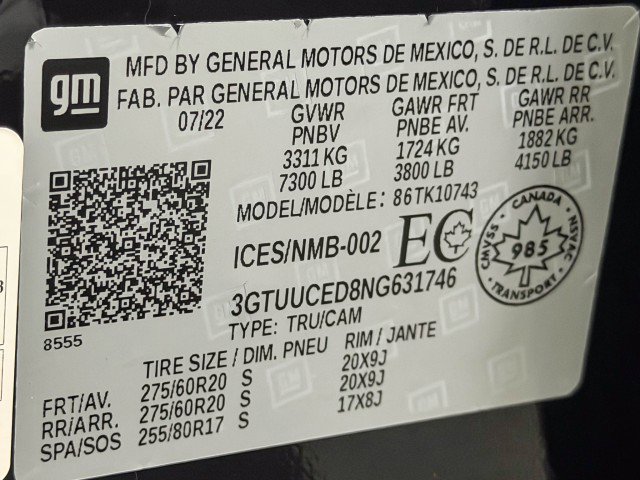 gm
MFD BY GENERAL MOTORS DE MEXICO, S. DE R.L. DE C.V.
FAB. PAR GENERAL MOTORS DE MEXICO, S. DE R.L. DE C.V.
07/22 GVWR GAWR FRT GAWR RR
PNBV PNBE AV. PNBE ARR.
3311 KG 1724 KG 1882 KG
7300 LB 3800 LB 4150 LB
MODEL/MODÈLE: 86TK10743
ICES/NMB-002 EC
CANADA
CMVSS 985 NSVAC
TRANSPORT
3GTUUCED8NG631746
TYPE: TRU/CAM
8555
TIRE SIZE / DIM. PNEU RIM / JANTE
FRT/AV. 275/60R20 S 20X9J
RR/ARR. 275/60R20 S 20X9J
SPA/SOS 255/80R17 S 17X8J